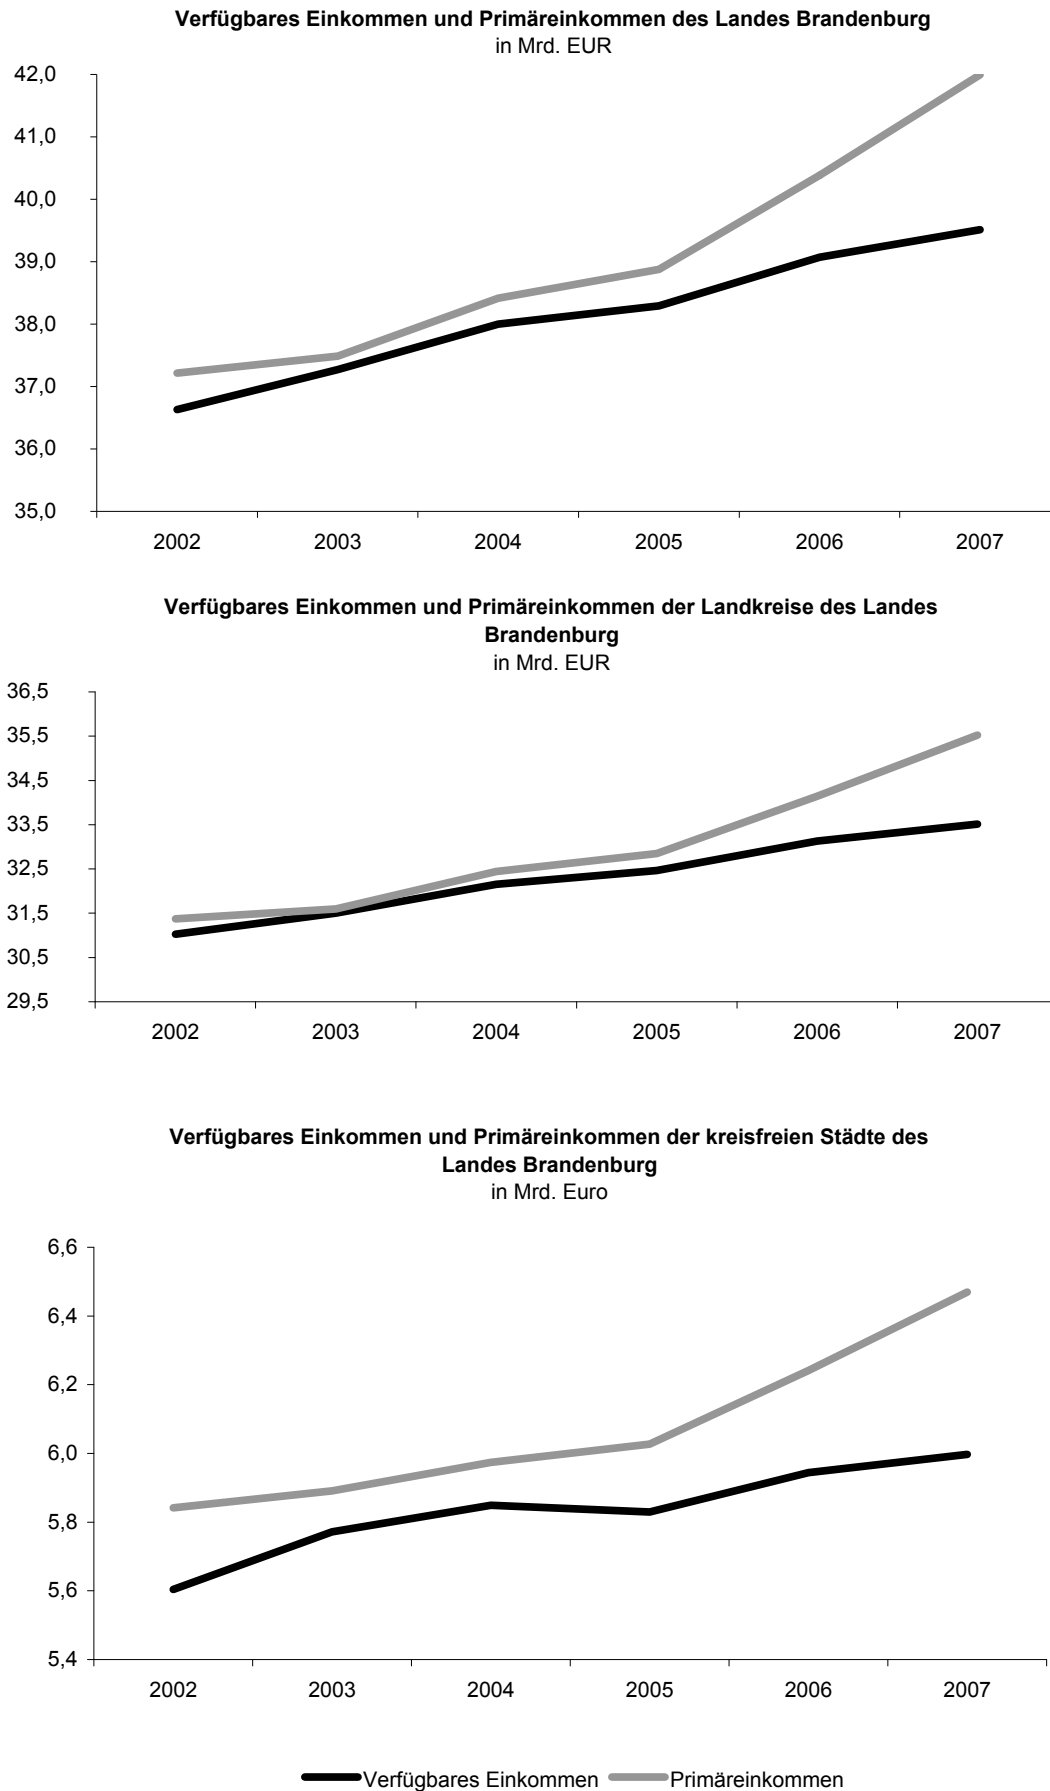 Verfügbares Einkommen und Primäreinkommen des Landes Brandenburg
in Mrd. EUR
42,0
41,0
40,0
39,0
38,0
37,0
36,0
35,0
2002 2003 2004 2005 2006 2007
Verfügbares Einkommen und Primäreinkommen der Landkreise des Landes
Brandenburg
in Mrd. EUR
36,5
35,5
34,5
33,5
32,5
31,5
30,5
29,5
2002 2003 2004 2005 2006 2007
Verfügbares Einkommen und Primäreinkommen der kreisfreien Städte des
Landes Brandenburg
in Mrd. Euro
6,6
6,4
6,2
6,0
5,8
5,6
5,4
2002 2003 2004 2005 2006 2007
Verfügbares Einkommen Primäreinkommen